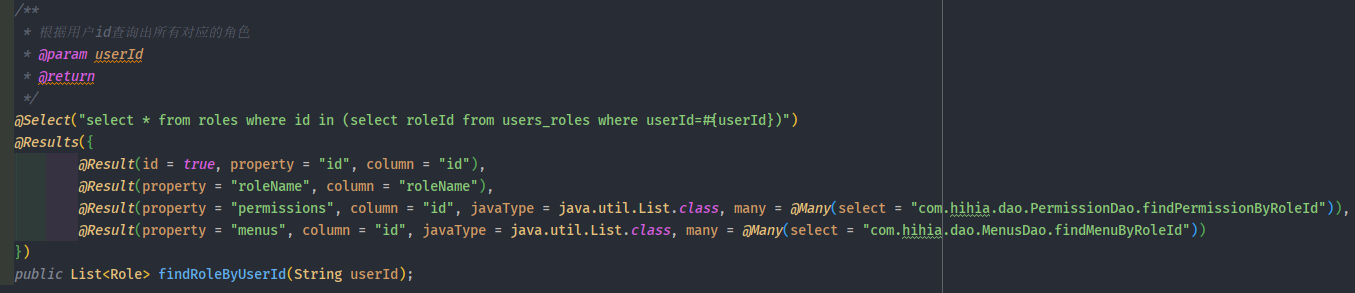 /**
* 根据用户id查询出所有对应的角色
* @param userId
* @return
*/
@Select("select * from roles where id in (select roleId from users_roles where userId=#{userId})")
@Results({
@Result(id = true, property = "id", column = "id"),
@Result(property = "roleName", column = "roleName"),
@Result(property = "permissions", column = "id", javaType = java.util.List.class, many = @Many(select = "com.hihia.dao.PermissionDao.findPermissionByRoleId")),
@Result(property = "menus", column = "id", javaType = java.util.List.class, many = @Many(select = "com.hihia.dao.MenusDao.findMenuByRoleId"))
})
public List<Role> findRoleByUserId(String userId);